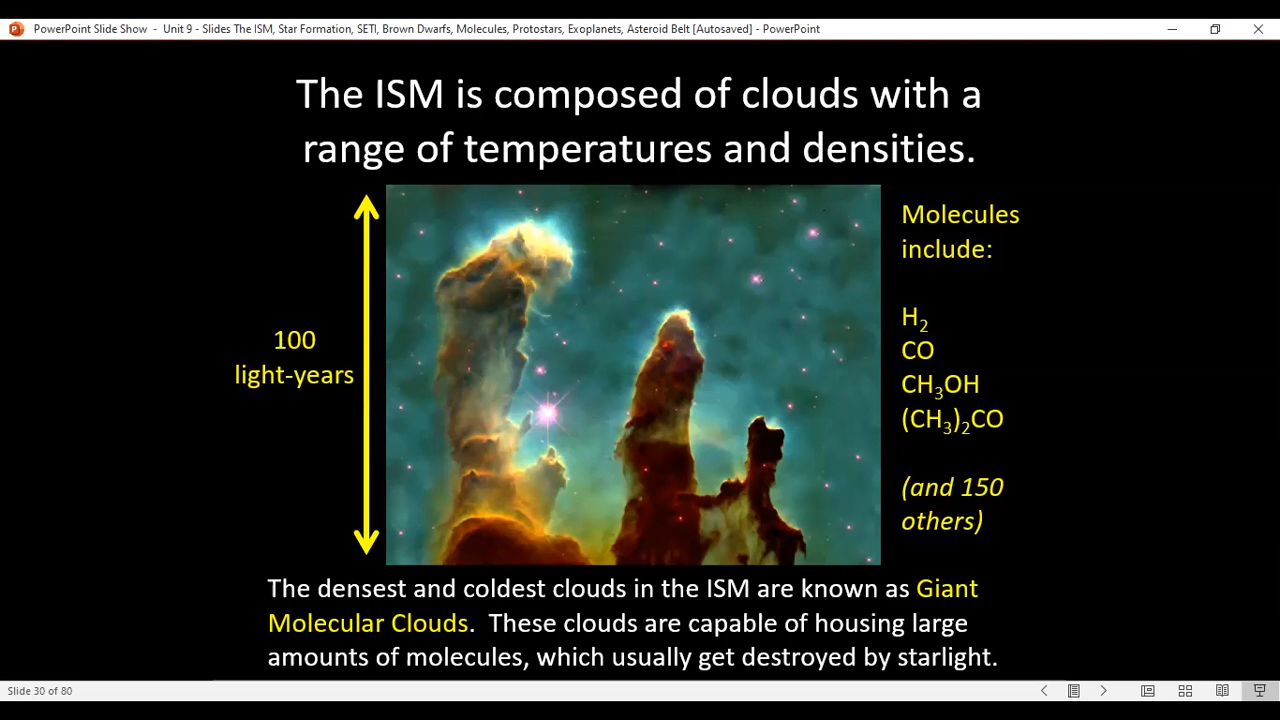 PowerPoint Slide Show - Unit 9 - Slides The ISM, Star Formation, SETI, Brown Dwarfs, Molecules, Protostars, Exoplanets, Asteroid Belt [Autosaved] - PowerPoint
The ISM is composed of clouds with a
range of temperatures and densities.
100
light-years
Molecules
include:
H₂
CO
CH₃OH
(CH₃)₂CO
(and 150
others)
The densest and coldest clouds in the ISM are known as Giant
Molecular Clouds. These clouds are capable of housing large
amounts of molecules, which usually get destroyed by starlight.
Slide 30 of 80